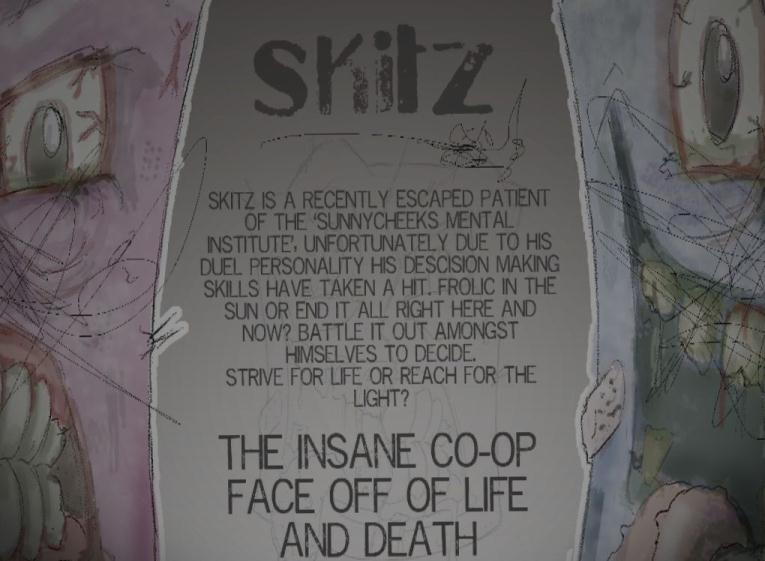 skitz
SKITZ IS A RECENTLY ESCAPED PATIENT
OF THE 'SUNNYCHEEKS MENTAL
INSTITUTE', UNFORTUNATELY DUE TO HIS
DUEL PERSONALITY HIS DESCISION MAKING
SKILLS HAVE TAKEN A HIT. FROLIC IN THE
SUN OR END IT ALL RIGHT HERE AND
NOW? BATTLE IT OUT AMONGST
HIMSELVES TO DECIDE.
STRIVE FOR LIFE OR REACH FOR THE
LIGHT?
THE INSANE CO-OP
FACE OFF OF LIFE
AND DEATH